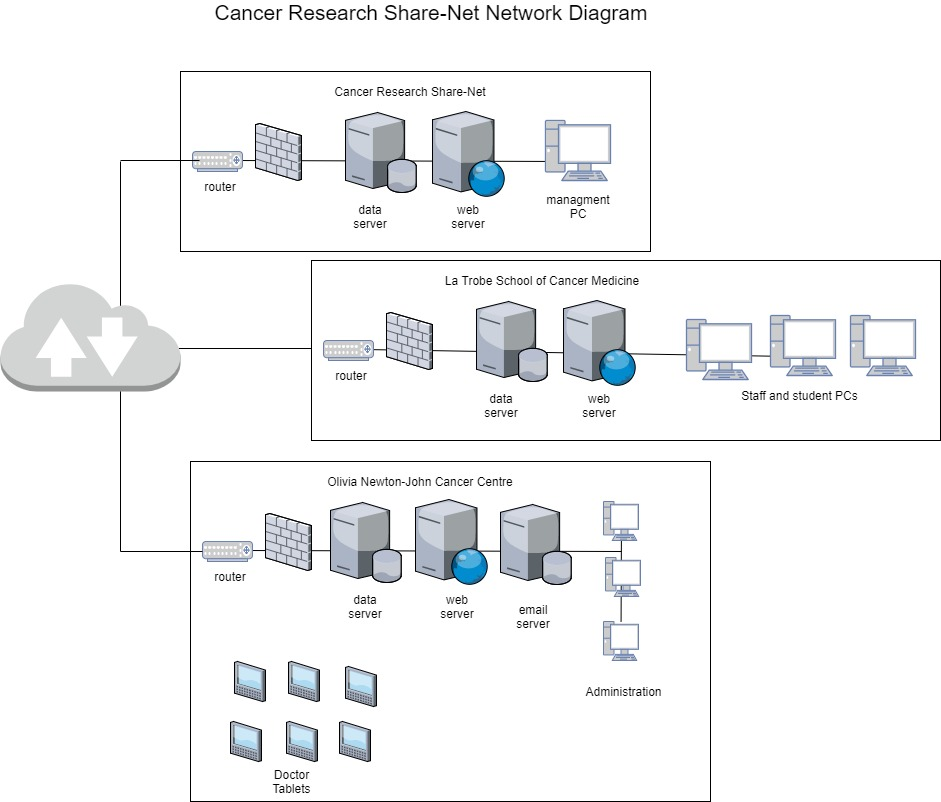 Cancer Research Share-Net Network Diagram
Cancer Research Share-Net
router
data
server
web
server
managment
PC
La Trobe School of Cancer Medicine
router
data
server
web
server
Staff and student PCs
Olivia Newton-John Cancer Centre
router
data
server
web
server
email
server
Administration
Doctor
Tablets